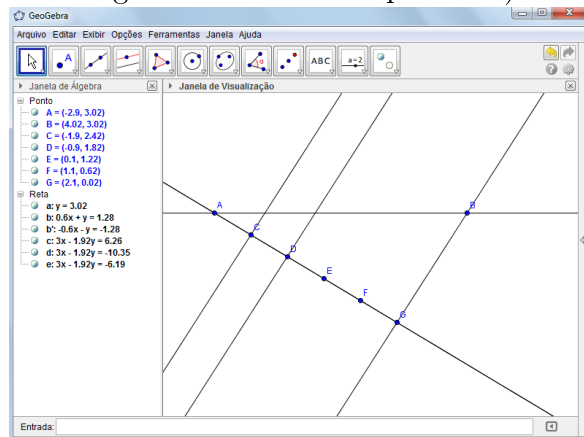 GeoGebra
Arquivo Editar Exibir Opções Ferramentas Janela Ajuda
A
α
ABC
a=2
Janela de Álgebra
Janela de Visualização
Ponto
A = (-2.9, 3.02)
B = (4.02, 3.02)
C = (-1.9, 2.42)
D = (-0.9, 1.82)
E = (0.1, 1.22)
F = (1.1, 0.62)
G = (2.1, 0.02)
Reta
a: y = 3.02
b: 0.6x + y = 1.28
b': -0.6x - y = -1.28
c: 3x - 1.92y = 6.26
d: 3x - 1.92y = -10.35
e: 3x - 1.92y = -6.19
A
B
C
D
E
F
G
Entrada: